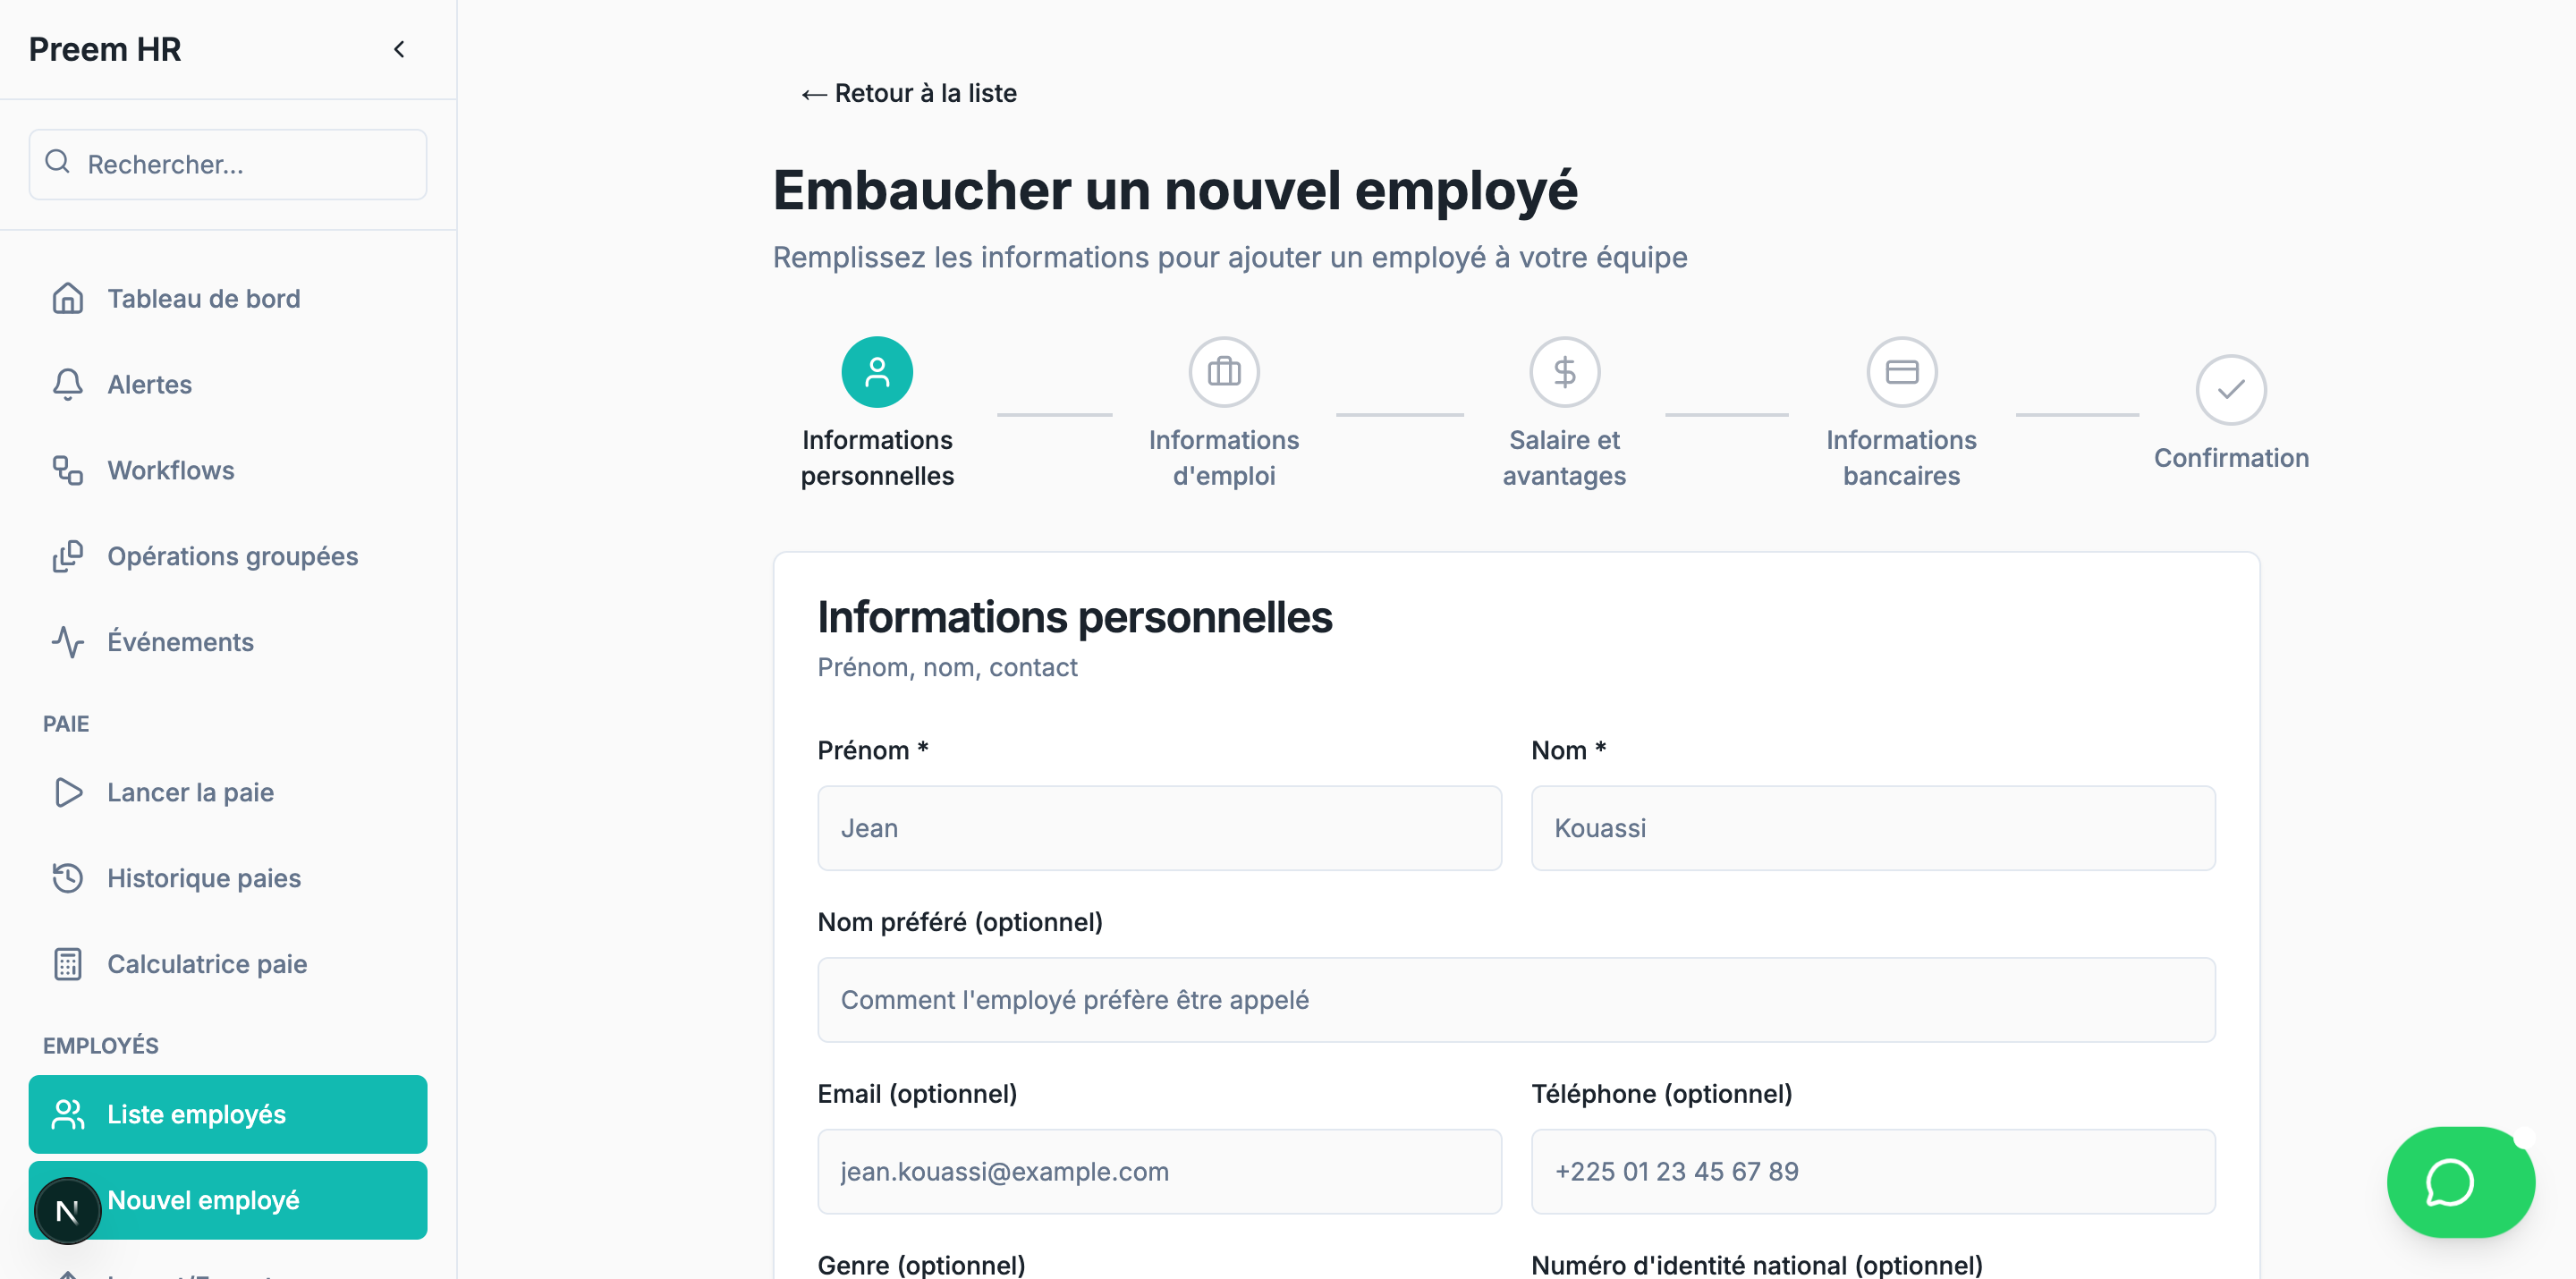 Preem HR
Rechercher...
Tableau de bord
Alertes
Workflows
Opérations groupées
Événements
PAIE
Lancer la paie
Historique paies
Calculatrice paie
EMPLOYÉS
Liste employés
N
Nouvel employé
← Retour à la liste
Embaucher un nouvel employé
Remplissez les informations pour ajouter un employé à votre équipe
Informations
personnelles
Informations
d'emploi
Salaire et
avantages
Informations
bancaires
Confirmation
Informations personnelles
Prénom, nom, contact
Prénom *
Nom *
Jean
Kouassi
Nom préféré (optionnel)
Comment l'employé préfère être appelé
Email (optionnel)
Téléphone (optionnel)
jean.kouassi@example.com
+225 01 23 45 67 89
Genre (optionnel)
Numéro d'identité national (optionnel)